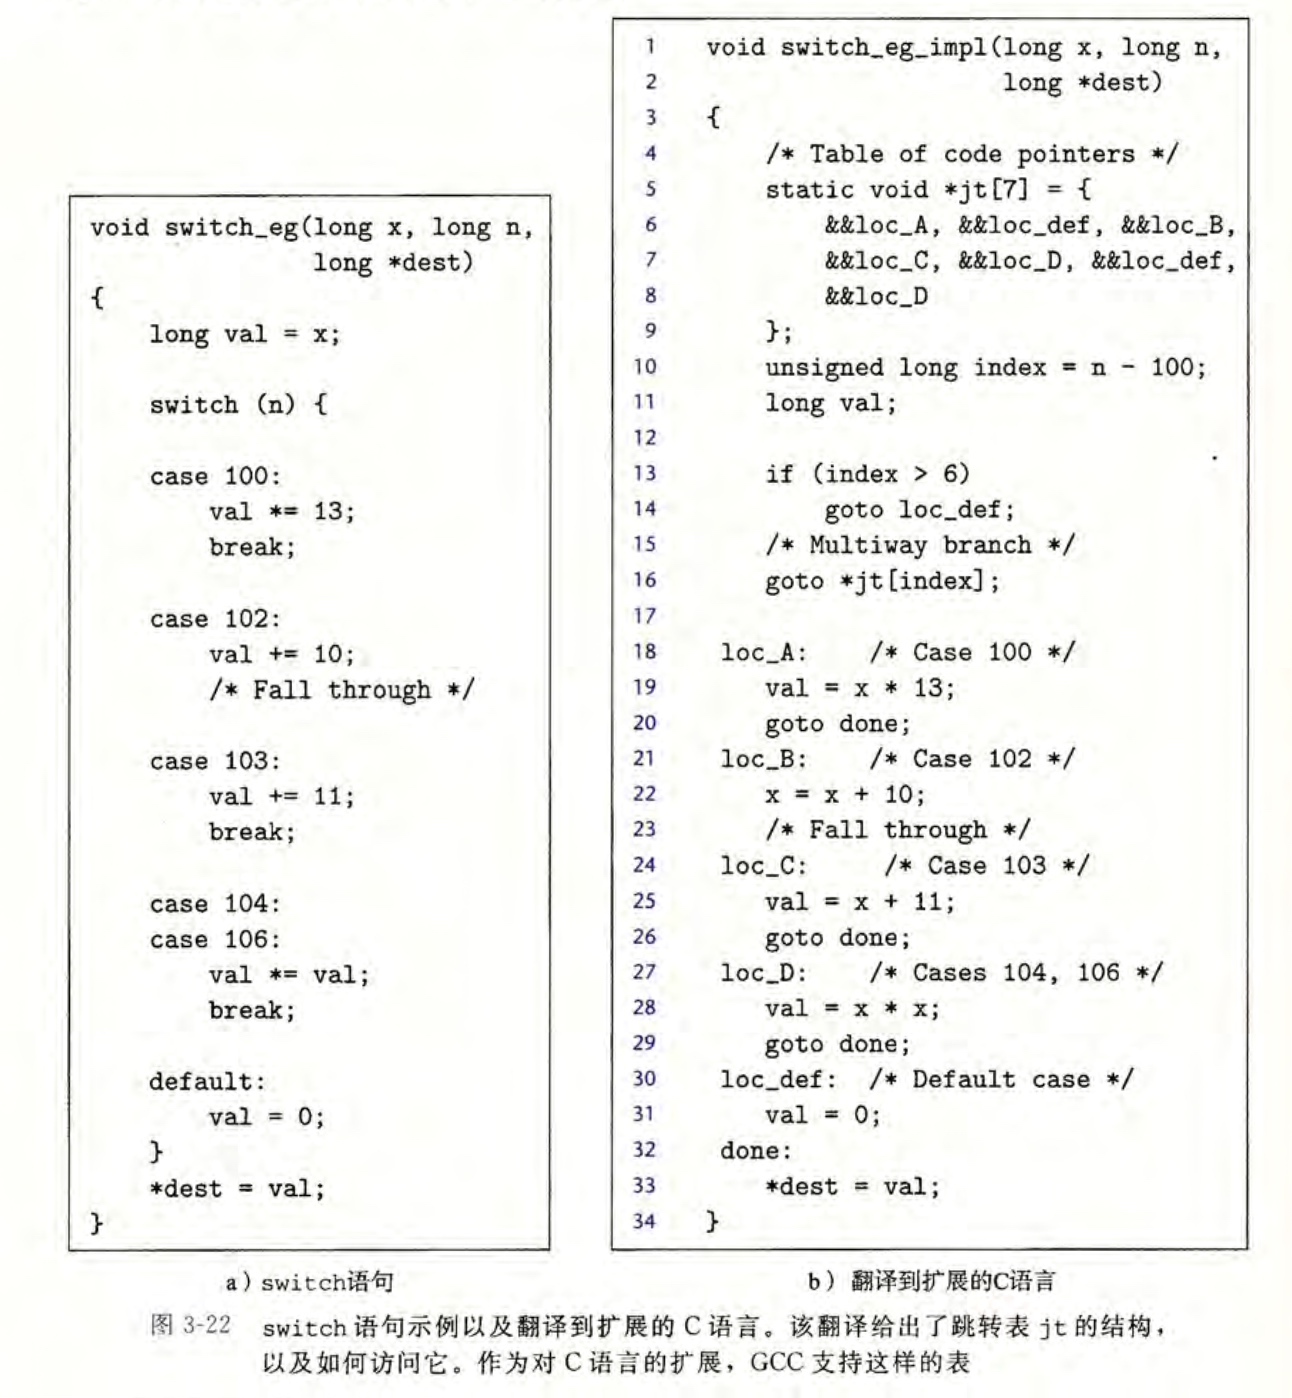 void switch_eg(long x, long n,
               long *dest)
{
    long val = x;

    switch (n) {

    case 100:
        val *= 13;
        break;

    case 102:
        val += 10;
        /* Fall through */

    case 103:
        val += 11;
        break;

    case 104:
    case 106:
        val *= val;
        break;

    default:
        val = 0;
    }
    *dest = val;
}
a）switch语句
1    void switch_eg_impl(long x, long n,
2                        long *dest)
3    {
4        /* Table of code pointers */
5        static void *jt[7] = {
6            &&loc_A, &&loc_def, &&loc_B,
7            &&loc_C, &&loc_D, &&loc_def,
8            &&loc_D
9        };
10       unsigned long index = n - 100;
11       long val;
12
13       if (index > 6)
14           goto loc_def;
15       /* Multiway branch */
16       goto *jt[index];
17
18    loc_A:    /* Case 100 */
19       val = x * 13;
20       goto done;
21    loc_B:    /* Case 102 */
22       x = x + 10;
23       /* Fall through */
24    loc_C:     /* Case 103 */
25       val = x + 11;
26       goto done;
27    loc_D:    /* Cases 104, 106 */
28       val = x * x;
29       goto done;
30    loc_def:  /* Default case */
31       val = 0;
32    done:
33       *dest = val;
34   }
b） 翻译到扩展的C语言
图 3-22 switch 语句示例以及翻译到扩展的 C 语言。该翻译给出了跳转表 jt 的结构，
以及如何访问它。作为对 C 语言的扩展，GCC 支持这样的表